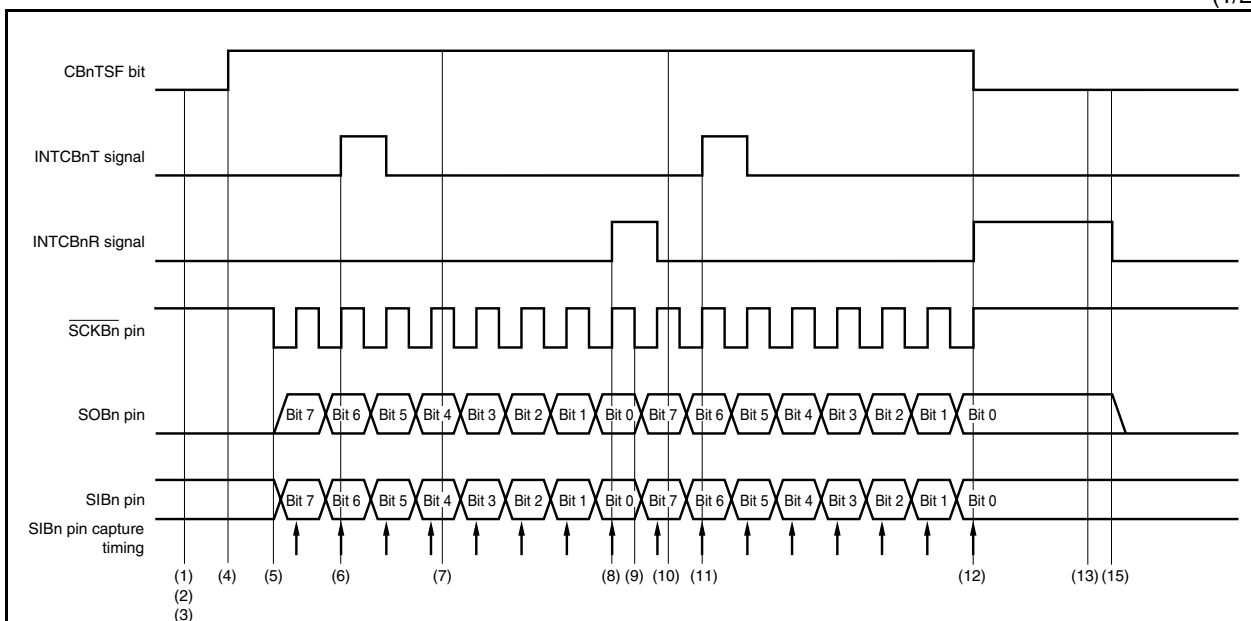 CBnTSF bit
INTCBnT signal
INTCBnR signal
SCKBn pin
SOBn pin
Bit 7 Bit 6 Bit 5 Bit 4 Bit 3 Bit 2 Bit 1 Bit 0 Bit 7 Bit 6 Bit 5 Bit 4 Bit 3 Bit 2 Bit 1 Bit 0
SIBn pin
Bit 7 Bit 6 Bit 5 Bit 4 Bit 3 Bit 2 Bit 1 Bit 0 Bit 7 Bit 6 Bit 5 Bit 4 Bit 3 Bit 2 Bit 1 Bit 0
SIBn pin capture
timing
(1) (4) (5) (6) (7) (8) (9) (10) (11) (12) (13) (15)
(2)
(3)